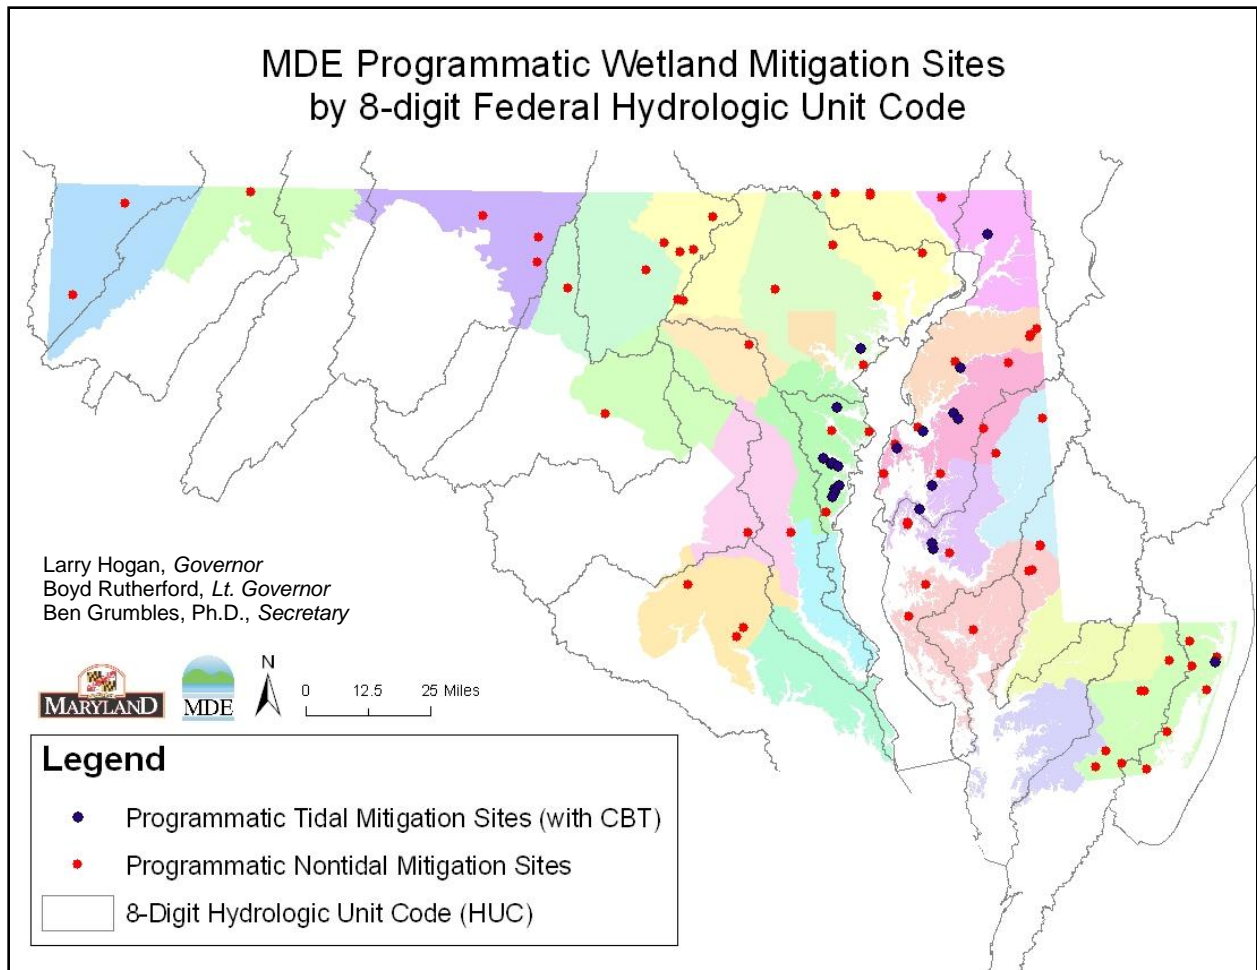 MDE Programmatic Wetland Mitigation Sites
by 8-digit Federal Hydrologic Unit Code
Larry Hogan, Governor
Boyd Rutherford, Lt. Governor
Ben Grumbles, Ph.D., Secretary
MARYLAND
MDE
N
0 12.5 25 Miles
Legend
Programmatic Tidal Mitigation Sites (with CBT)
Programmatic Nontidal Mitigation Sites
8-Digit Hydrologic Unit Code (HUC)